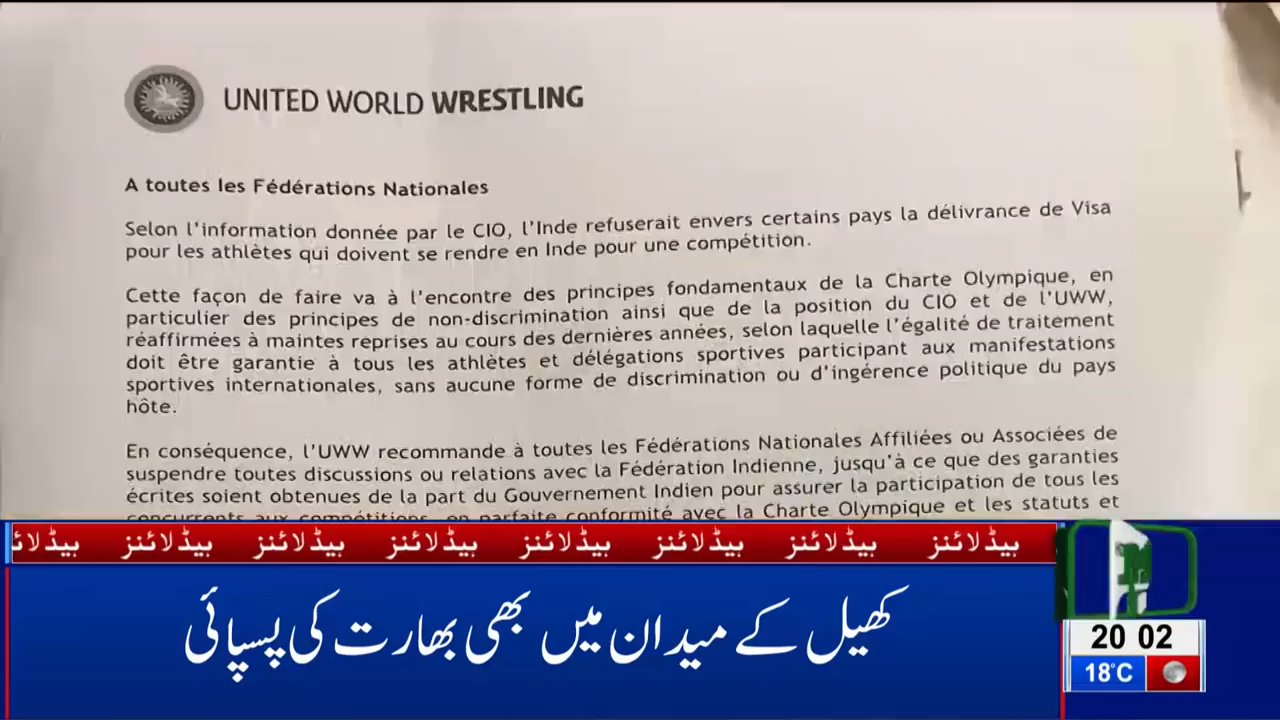 UNITED WORLD WRESTLING
A toutes les Fédérations Nationales
Selon l'information donnée par le CIO, l'Inde refuserait envers certains pays la délivrance de Visa
pour les athlètes qui doivent se rendre en Inde pour une compétition.
Cette façon de faire va à l'encontre des principes fondamentaux de la Charte Olympique, en
particulier des principes de non-discrimination ainsi que de la position du CIO et de l'UWW,
réaffirmées à maintes reprises au cours des dernières années, selon laquelle l'égalité de traitement
doit être garantie à tous les athlètes et délégations sportives participant aux manifestations
sportives internationales, sans aucune forme de discrimination ou d'ingérence politique du pays
hôte.
En conséquence, l'UWW recommande à toutes les Fédérations Nationales Affiliées ou Associées de
suspendre toutes discussions ou relations avec la Fédération Indienne, jusqu'à ce que des garanties
écrites soient obtenues de la part du Gouvernement Indien pour assurer la participation de tous les
concurrents aux compétitions, en parfaite conformité avec la Charte Olympique et les statuts et
ہیڈلائنز ہیڈلائنز ہیڈلائنز ہیڈلائنز ہیڈلائنز ہیڈلائنز ہیڈلائنز
کھیل کے میدان میں بھی بھارت کی پسپائی
20 02
18°C